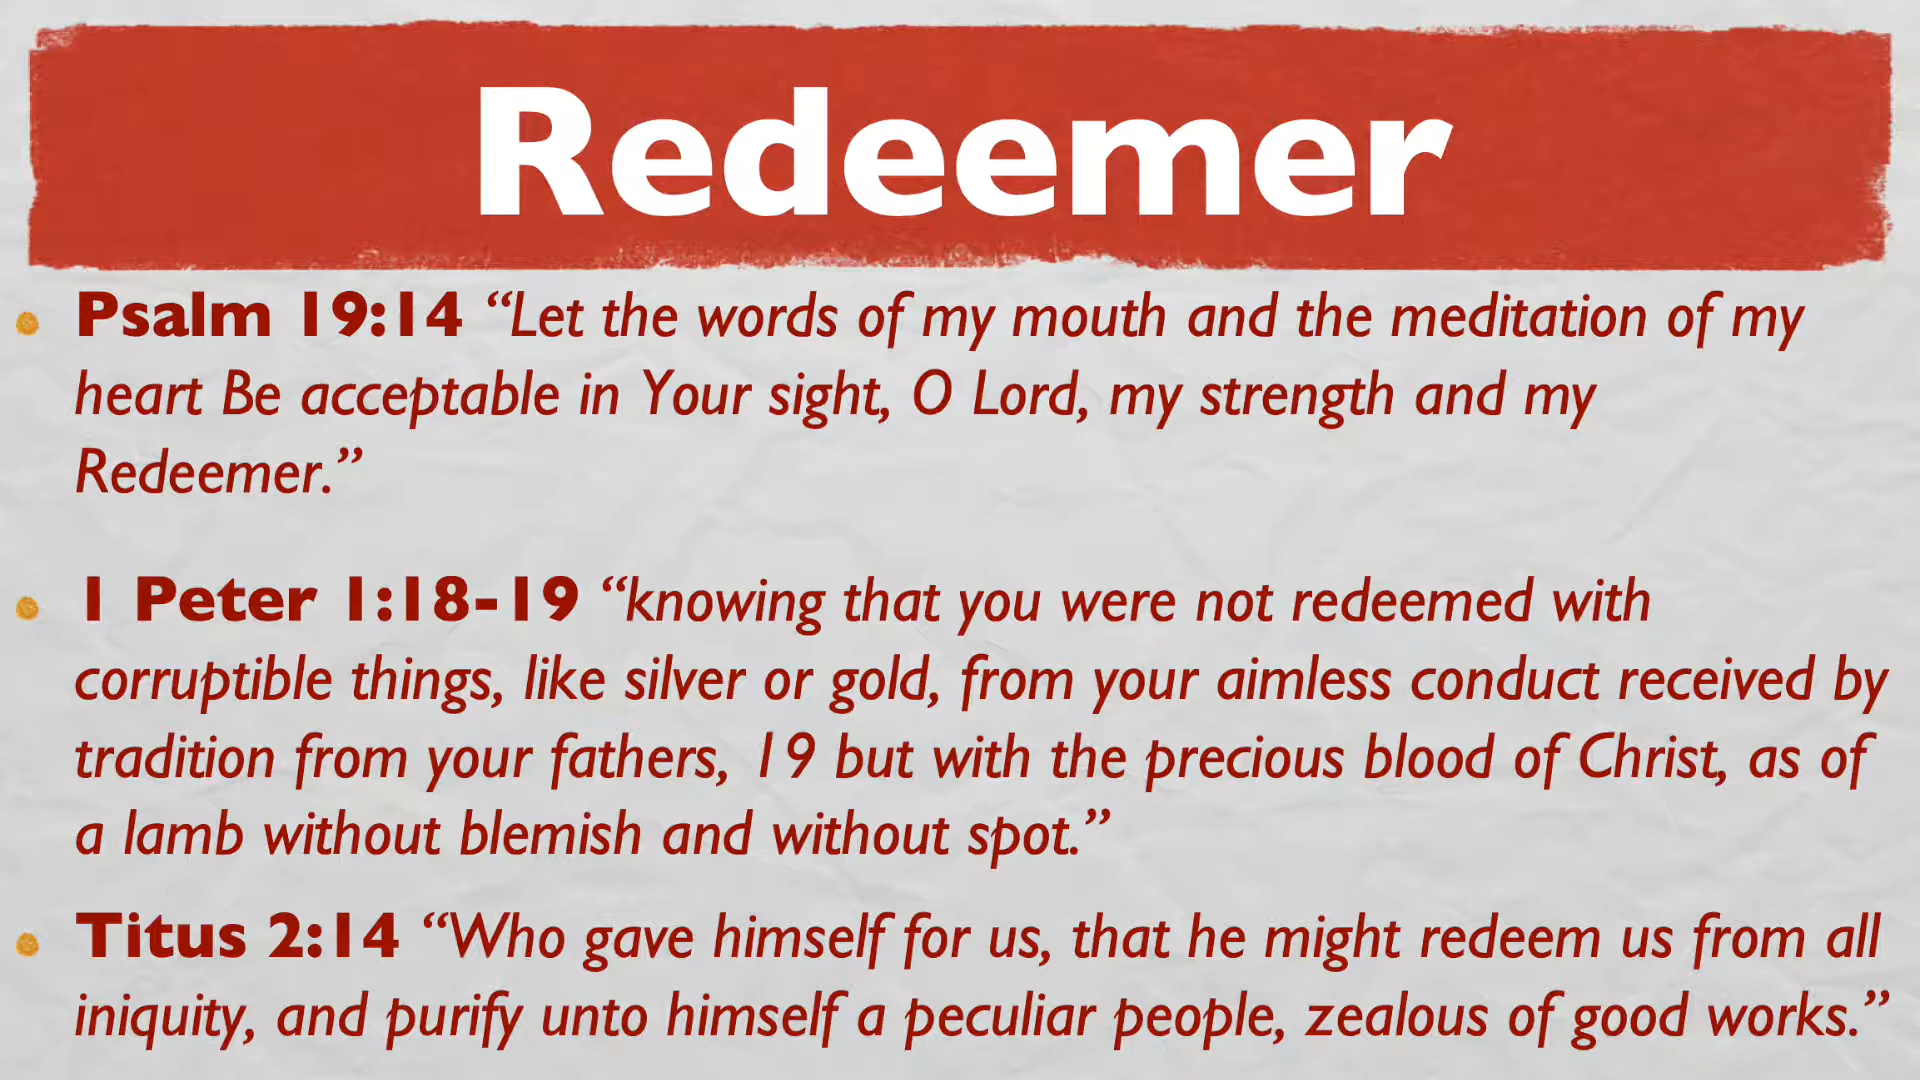 Redeemer
Psalm 19:14 “Let the words of my mouth and the meditation of my
heart Be acceptable in Your sight, O Lord, my strength and my
Redeemer.”
1 Peter 1:18-19 “knowing that you were not redeemed with
corruptible things, like silver or gold, from your aimless conduct received by
tradition from your fathers, 19 but with the precious blood of Christ, as of
a lamb without blemish and without spot.”
Titus 2:14 “Who gave himself for us, that he might redeem us from all
iniquity, and purify unto himself a peculiar people, zealous of good works.”